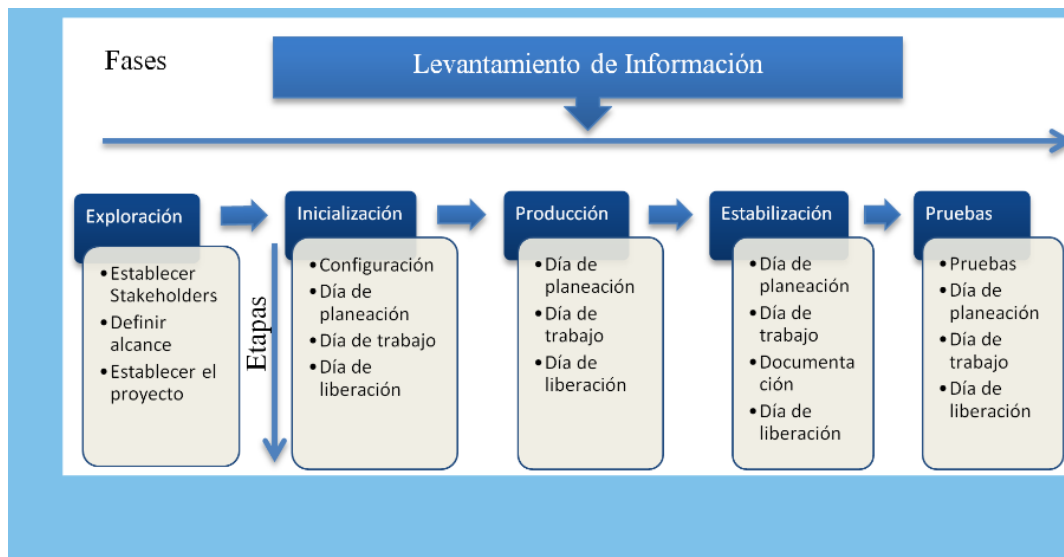 Fases
Levantamiento de Información
Exploración
•Establecer
Stakeholders
•Definir
alcance
•Establecer el
proyecto
Etapas
Inicialización
•Configuración
•Día de
planeación
•Día de trabajo
•Día de
liberación
Producción
•Día de
planeación
•Día de
trabajo
•Día de
liberación
Estabilización
•Día de
planeación
•Día de
trabajo
•Documenta
ción
•Día de
liberación
Pruebas
•Pruebas
•Día de
planeación
•Día de
trabajo
•Día de
liberación